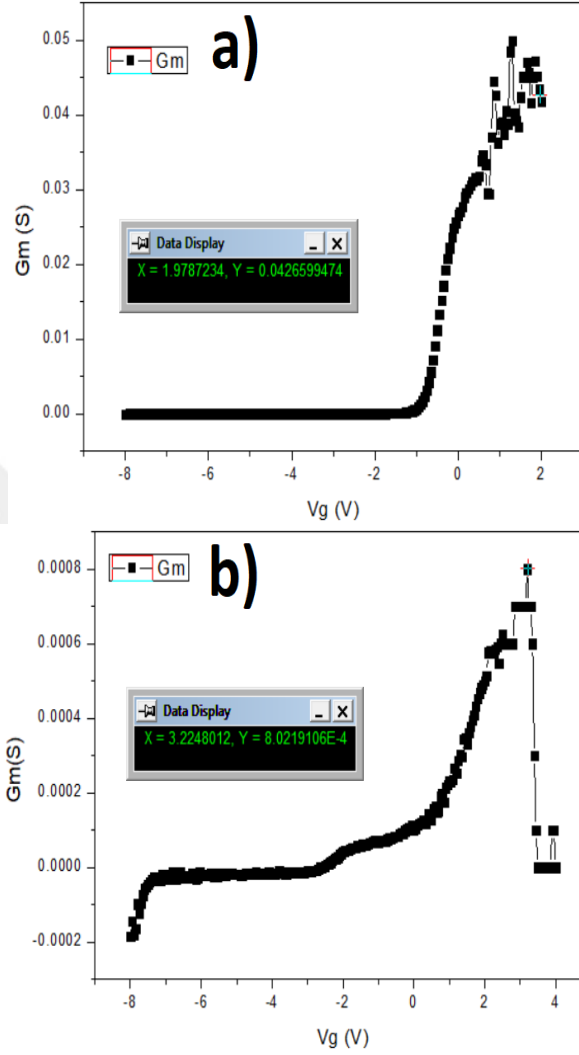 a)
Gm
0.05
0.04
0.03
0.02
0.01
0.00
Gm (S)
Data Display
X = 1.9787234, Y = 0.0426599474
-8 -6 -4 -2 0 2
Vg (V)
b)
Gm
0.0008
0.0006
0.0004
0.0002
0.0000
-0.0002
Gm(S)
Data Display
X = 3.2248012, Y = 8.0219106E-4
-8 -6 -4 -2 0 2 4
Vg (V)